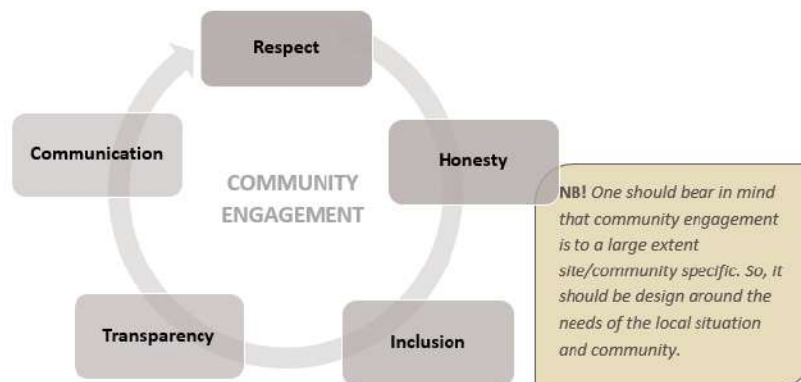 Respect
Honesty
Inclusion
Transparency
Communication
COMMUNITY
ENGAGEMENT
NB! One should bear in mind
that community engagement
is to a large extent
site/community specific. So, it
should be design around the
needs of the local situation
and community.